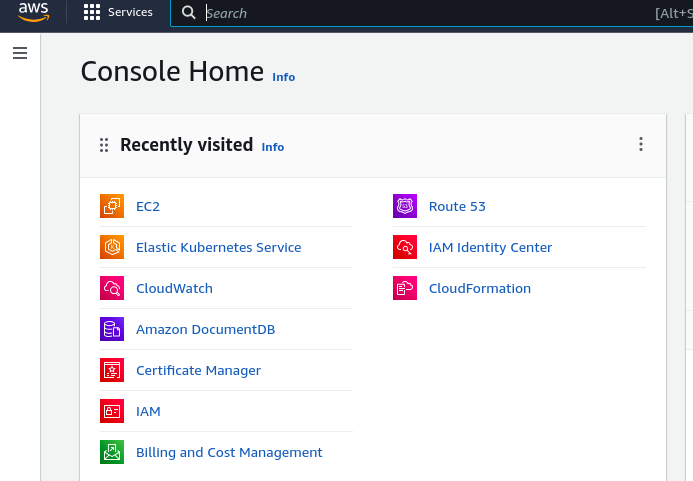 aws
Services
Search
[Alt+S
Console Home Info
Recently visited Info
EC2
Elastic Kubernetes Service
CloudWatch
Amazon DocumentDB
Certificate Manager
IAM
Billing and Cost Management
Route 53
IAM Identity Center
CloudFormation